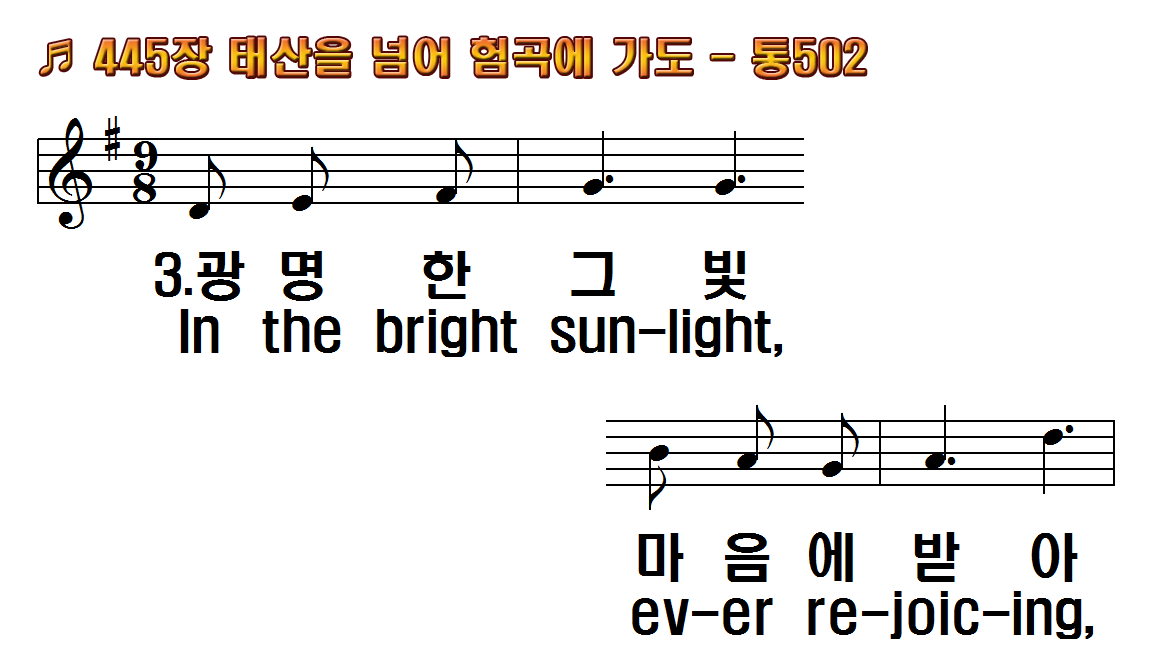 ♬ 445장 태산을 넘어 험곡에 가도 - 통502
9
8
3.광 명 한 그 빛
In the bright sun-light,
마 음 에 받 아
ev-er re-joic-ing,